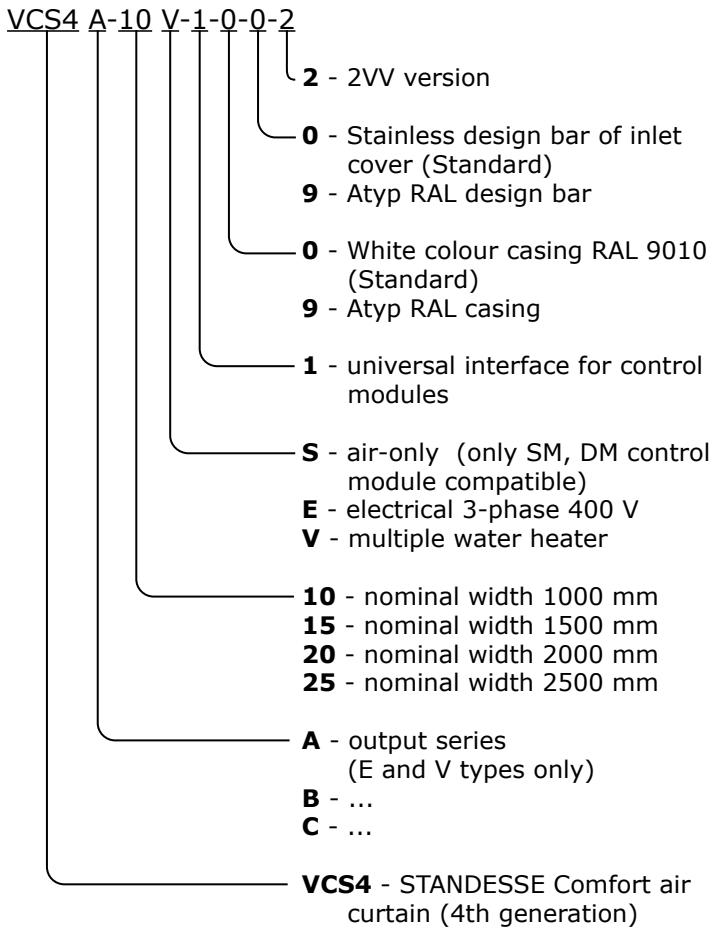 VCS4 A-10 V-1-0-0-2
2 - 2VV version
0 - Stainless design bar of inlet
cover (Standard)
9 - Atyp RAL design bar
0 - White colour casing RAL 9010
(Standard)
9 - Atyp RAL casing
1 - universal interface for control
modules
S - air-only (only SM, DM control
module compatible)
E - electrical 3-phase 400 V
V - multiple water heater
10 - nominal width 1000 mm
15 - nominal width 1500 mm
20 - nominal width 2000 mm
25 - nominal width 2500 mm
A - output series
(E and V types only)
B - ...
C - ...
VCS4 - STANDESSE Comfort air
curtain (4th generation)